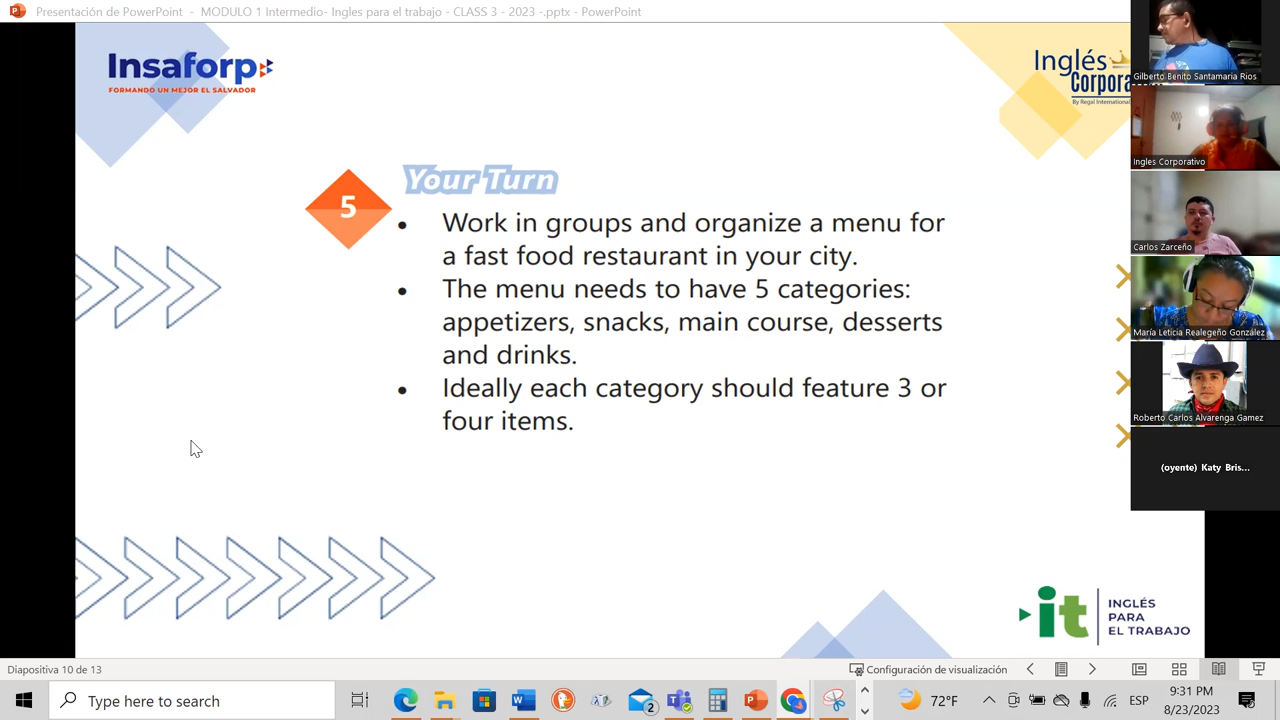 Presentación de PowerPoint - MODULO 1 Intermedio- Ingles para el trabajo - CLASS 3 - 2023 -.pptx - PowerPoint
Insaforp
FORMANDO UN MEJOR EL SALVADOR
Inglés
Corpora
By Regal International
Your Turn
5
• Work in groups and organize a menu for
a fast food restaurant in your city.
• The menu needs to have 5 categories:
appetizers, snacks, main course, desserts
and drinks.
• Ideally each category should feature 3 or
four items.
Gilberto Benito Santamaria Rios
Ingles Corporativo
Carlos Zarceño
María Leticia Realegeño González
Roberto Carlos Alvarenga Gamez
(oyente) Katy Bris...
it
INGLÉS
PARA
EL TRABAJO
Diapositiva 10 de 13
Configuración de visualización
Type here to search
2
72°F
ESP
9:31 PM
8/23/2023